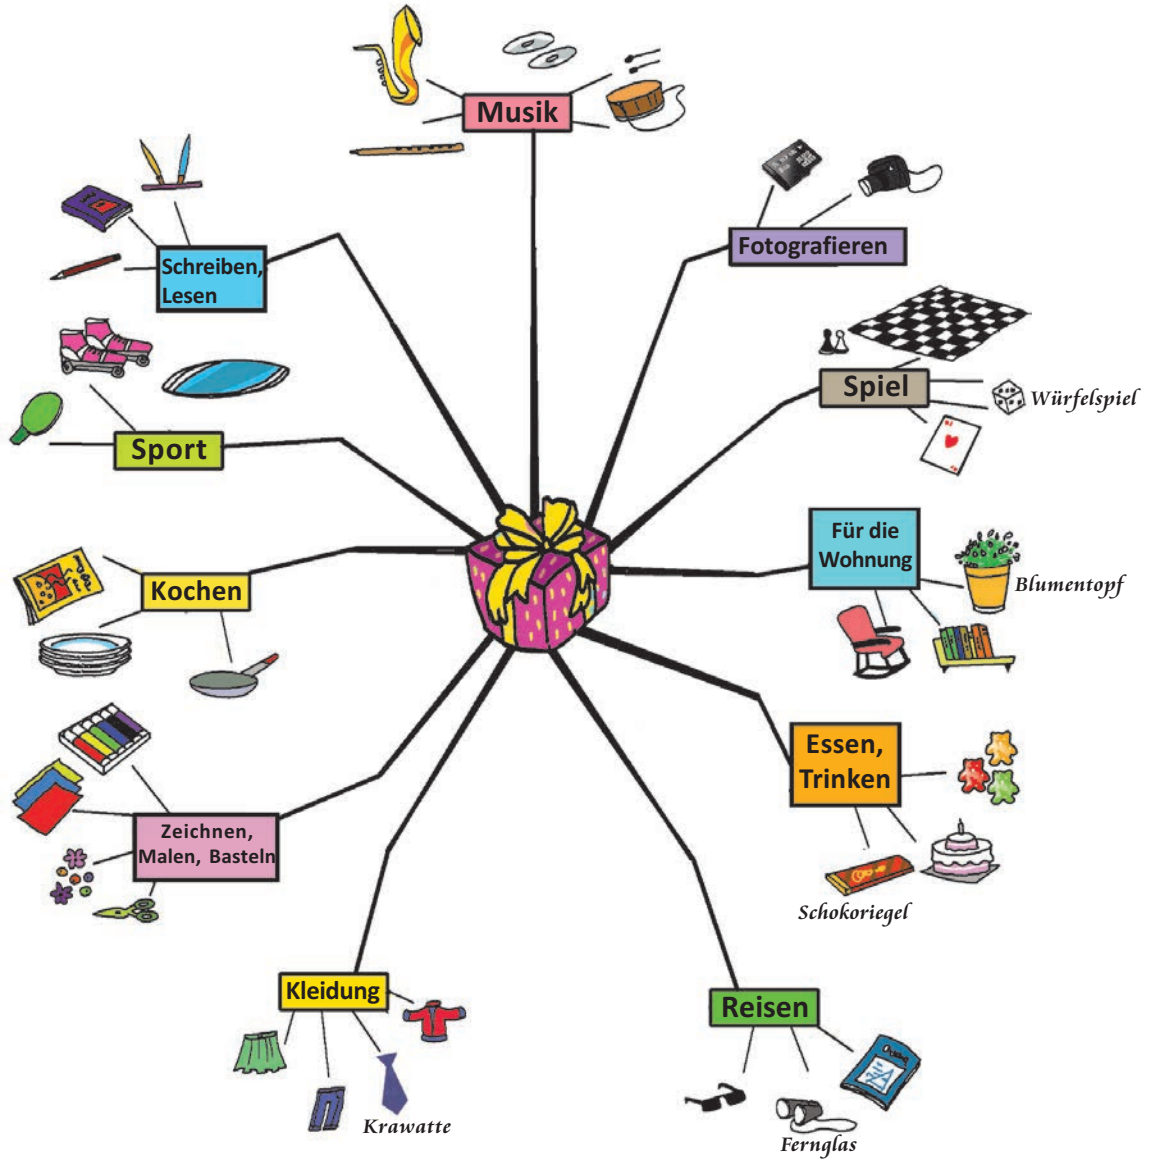 Musik
Fotografieren
Schreiben,
Lesen
Spiel
Würfelspiel
Sport
Für die
Wohnung
Blumentopf
Kochen
Essen,
Trinken
Schokoriegel
Zeichnen,
Malen, Basteln
Kleidung
Krawatte
Reisen
Fernglas